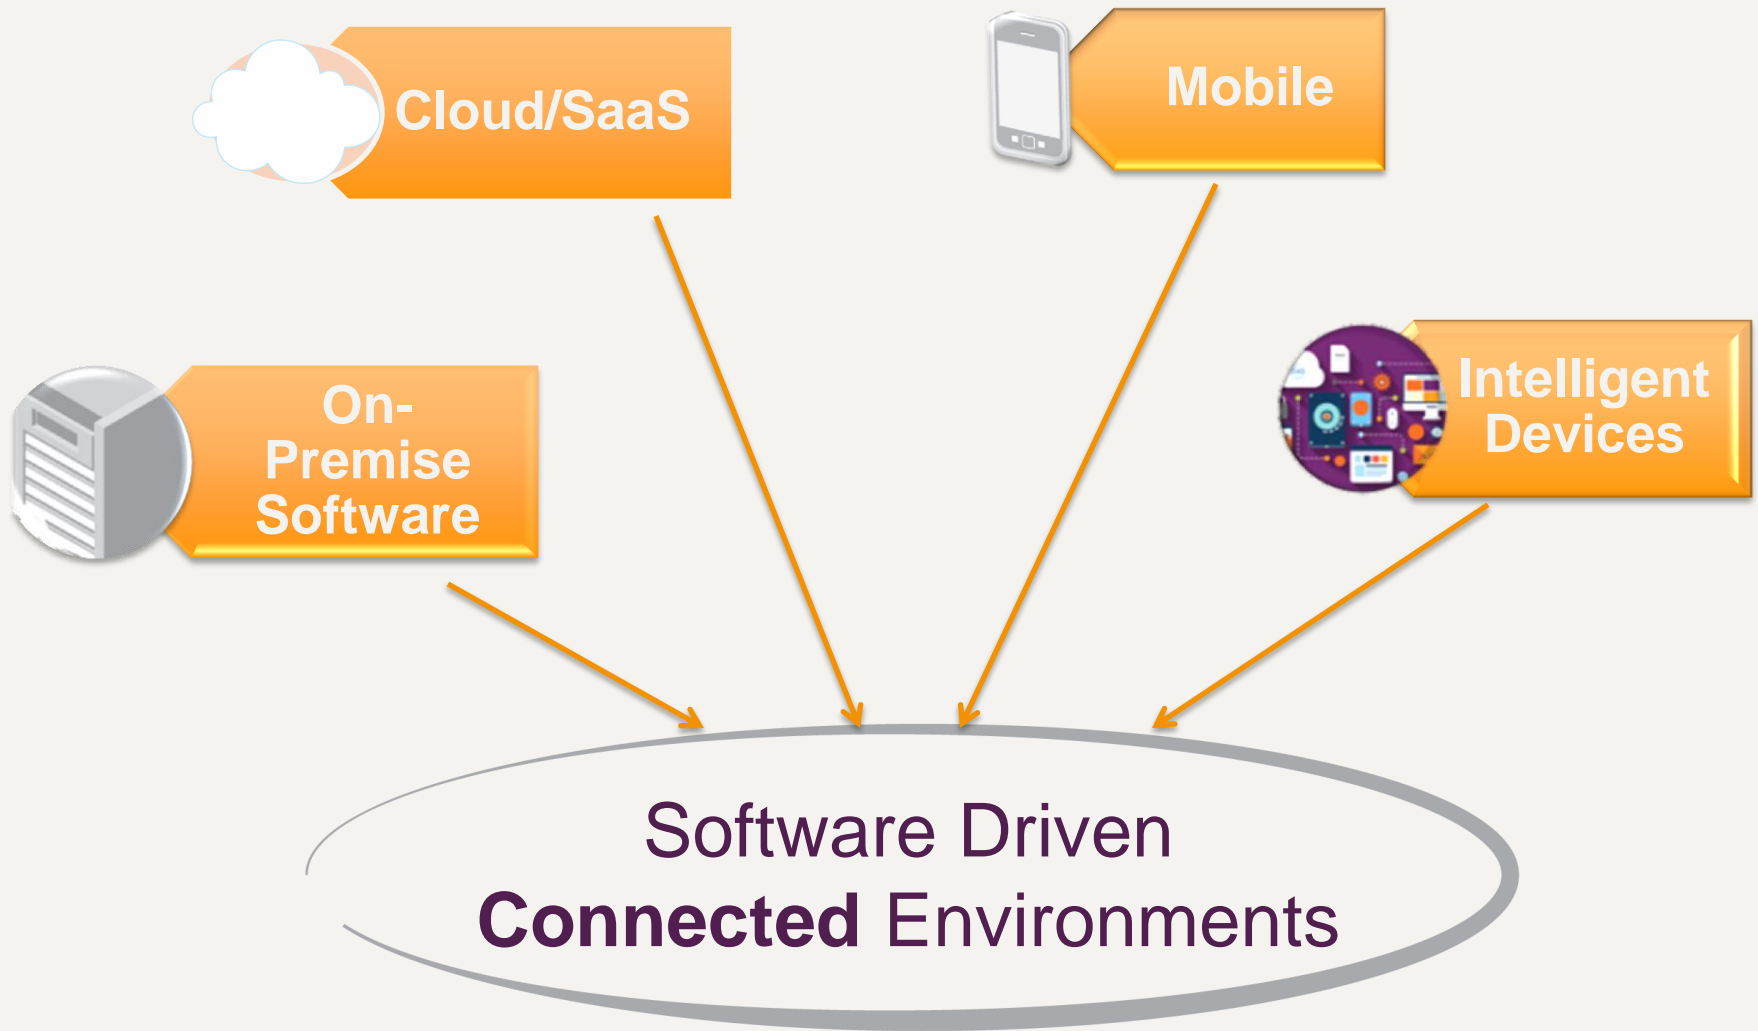 Cloud/SaaS
Mobile
On-
Premise
Software
Intelligent
Devices
Software Driven
Connected Environments